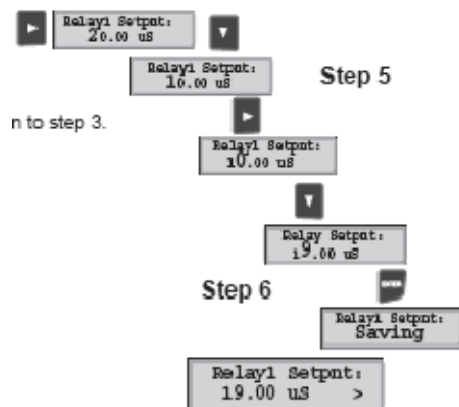 Relay1 Setpnt:
20.00 uS
Relay1 Setpnt:
10.00 uS
Step 5
n to step 3.
Relay1 Setpnt:
10.00 uS
Relay Setpnt:
19.00 uS
Step 6
ENTER
Relay1 Setpnt:
Saving
Relay1 Setpnt:
19.00 uS >